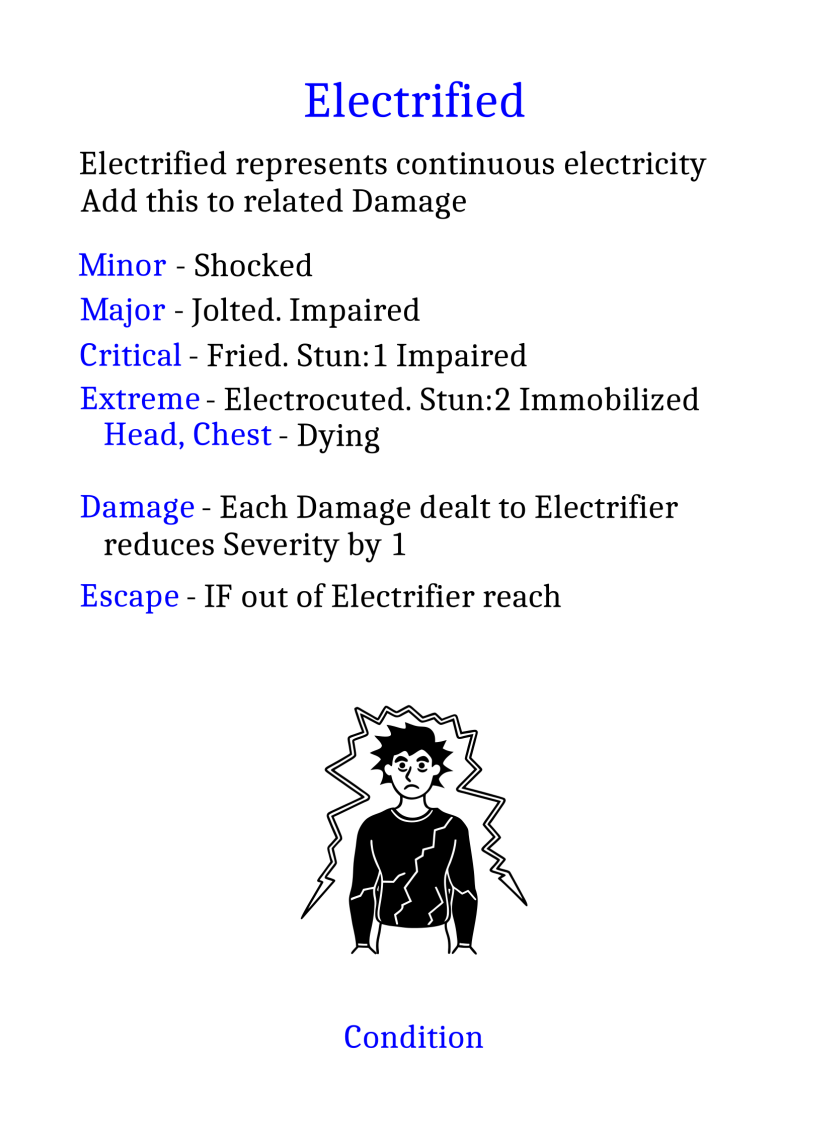 Electrified
Electrified represents continuous electricity
Add this to related Damage
Minor - Shocked
Major - Jolted. Impaired
Critical - Fried. Stun:1 Impaired
Extreme - Electrocuted. Stun:2 Immobilized
Head, Chest - Dying
Damage - Each Damage dealt to Electrifier
reduces Severity by 1
Escape - IF out of Electrifier reach
Condition